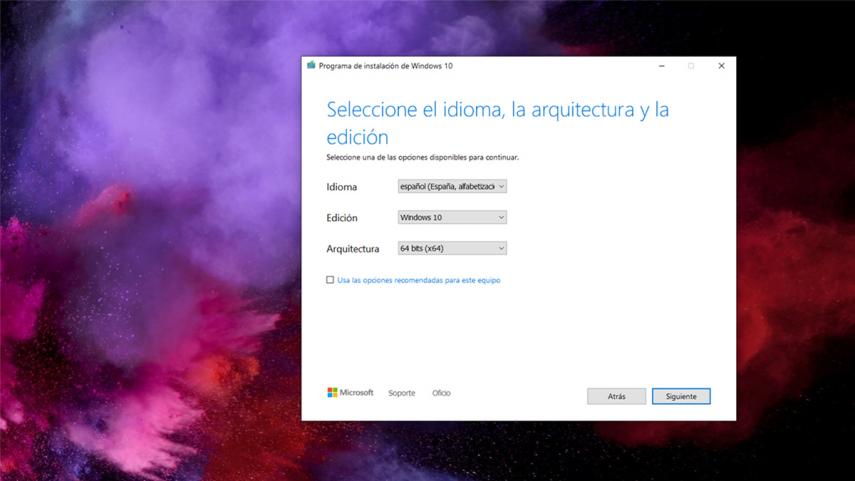 Programa de instalación de Windows 10
Seleccione el idioma, la arquitectura y la
edición
Seleccione una de las opciones disponibles para continuar.
Idioma
español (España, alfabetizaci
Edición
Windows 10
Arquitectura
64 bits (x64)
Usa las opciones recomendadas para este equipo
Microsoft Soporte Oficio
Atrás Siguiente